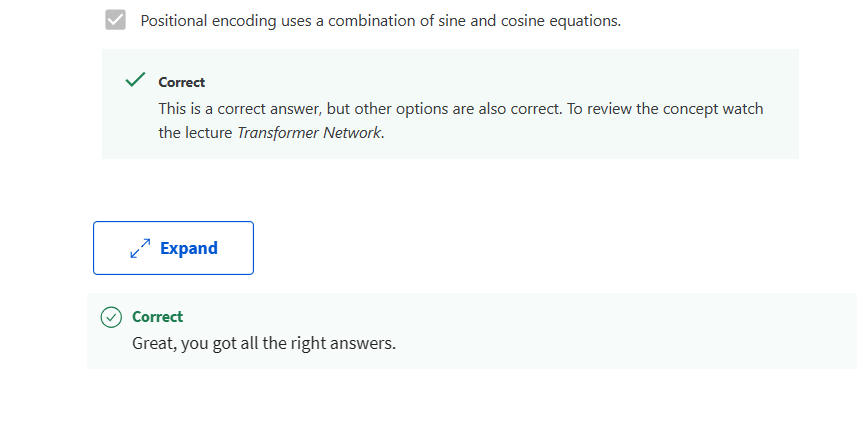 Positional encoding uses a combination of sine and cosine equations.
Correct
This is a correct answer, but other options are also correct. To review the concept watch
the lecture Transformer Network.
Expand
Correct
Great, you got all the right answers.